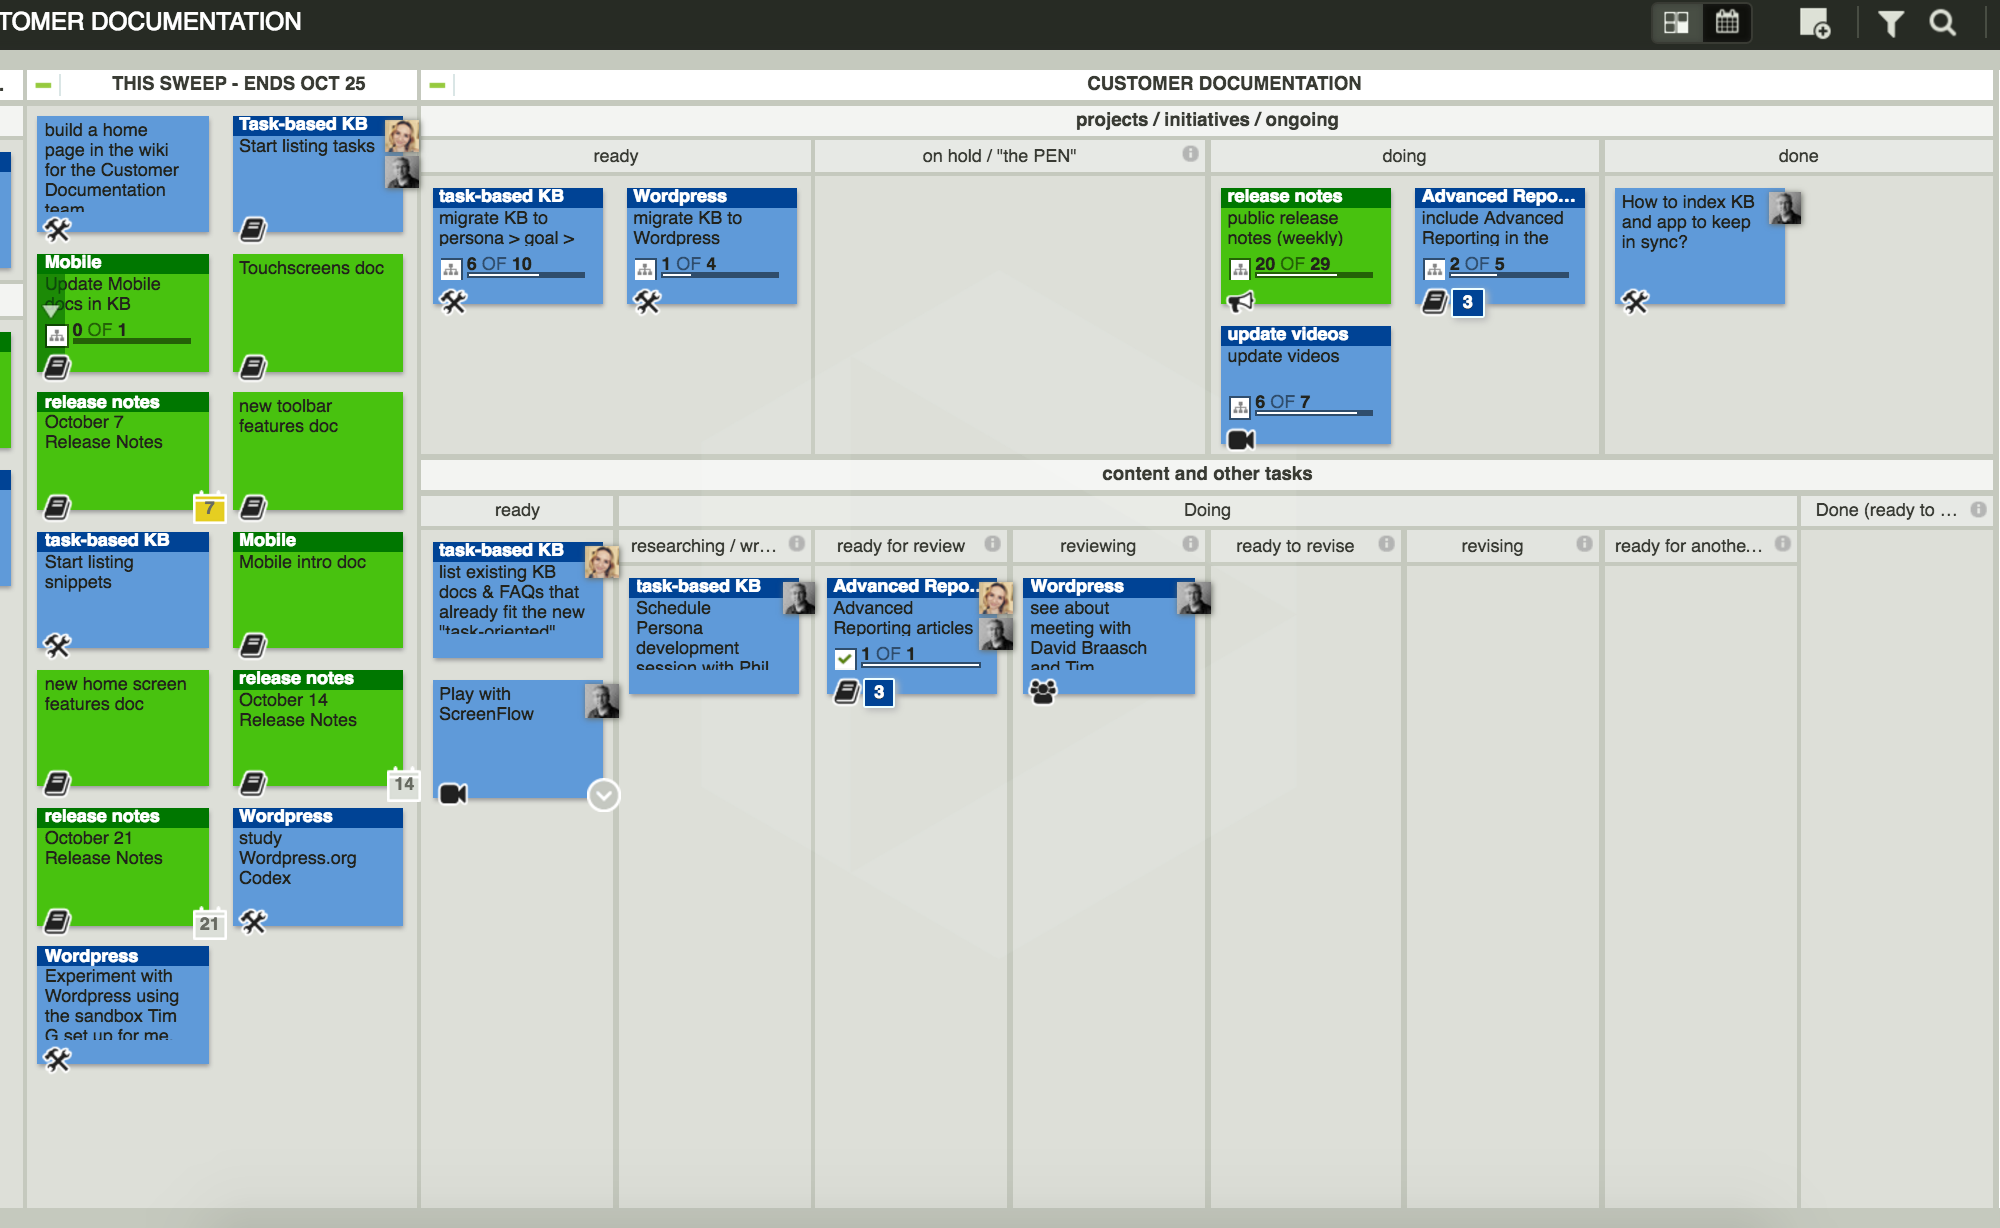 TOMER DOCUMENTATION
THIS SWEEP - ENDS OCT 25
build a home
page in the wiki
for the Customer
Documentation
team
Task-based KB
Start listing tasks
Mobile
Update Mobile
docs in KB
0 OF 1
Touchscreens doc
release notes
October 7
Release Notes
7
new toolbar
features doc
task-based KB
Start listing
snippets
Mobile
Mobile intro doc
new home screen
features doc
release notes
October 14
Release Notes
14
release notes
October 21
Release Notes
21
Wordpress
study
Wordpress.org
Codex
Wordpress
Experiment with
Wordpress using
the sandbox Tim
G set up for me.
CUSTOMER DOCUMENTATION
projects / initiatives / ongoing
ready
task-based KB
migrate KB to
persona > goal >
6 OF 10
Wordpress
migrate KB to
Wordpress
1 OF 4
on hold / "the PEN"
doing
release notes
public release
notes (weekly)
20 OF 29
Advanced Repo...
include Advanced
Reporting in the
2 OF 5
3
update videos
update videos
6 OF 7
done
How to index KB
and app to keep
in sync?
content and other tasks
ready
task-based KB
list existing KB
docs & FAQs that
already fit the new
"task-oriented"
Play with
ScreenFlow
Doing
researching / wr...
task-based KB
Schedule
Persona
development
session with Phil
ready for review
Advanced Repo..
Advanced
Reporting articles
1 OF 1
3
reviewing
Wordpress
see about
meeting with
David Braasch
and Tim
ready to revise
revising
ready for anothe...
Done (ready to ...